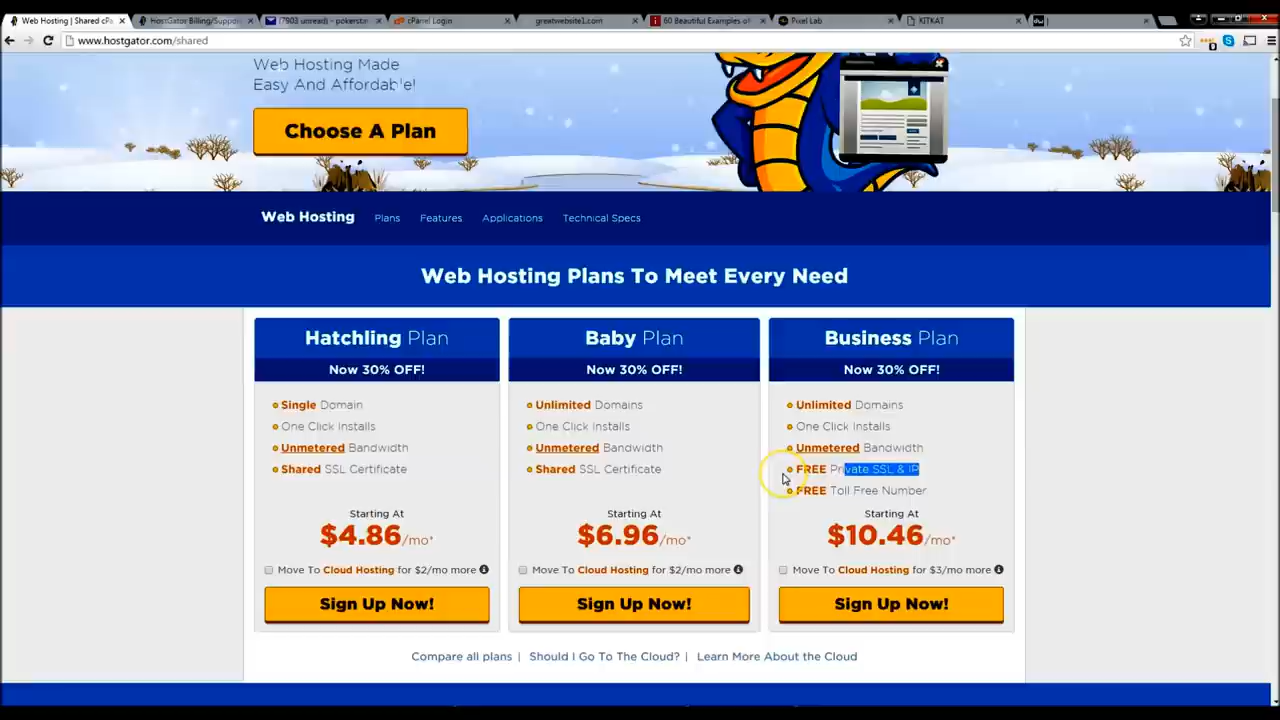 Web Hosting | Shared cPa
HostGator Billing/Suppor
(7903 unread) - pokerstar
cPanel Login
greatwebsite1.com
60 Beautiful Examples of
Pixel Lab
KITKAT
www.hostgator.com/shared
Web Hosting Made
Easy And Affordable!
Choose A Plan
Web Hosting Plans Features Applications Technical Specs
Web Hosting Plans To Meet Every Need
Hatchling Plan
Now 30% OFF!
Single Domain
One Click Installs
Unmetered Bandwidth
Shared SSL Certificate
Starting At
$4.86/mo*
Move To Cloud Hosting for $2/mo more
Sign Up Now!
Baby Plan
Now 30% OFF!
Unlimited Domains
One Click Installs
Unmetered Bandwidth
Shared SSL Certificate
Starting At
$6.96/mo*
Move To Cloud Hosting for $2/mo more
Sign Up Now!
Business Plan
Now 30% OFF!
Unlimited Domains
One Click Installs
Unmetered Bandwidth
FREE Private SSL & IP
FREE Toll Free Number
Starting At
$10.46/mo*
Move To Cloud Hosting for $3/mo more
Sign Up Now!
Compare all plans | Should I Go To The Cloud? | Learn More About the Cloud